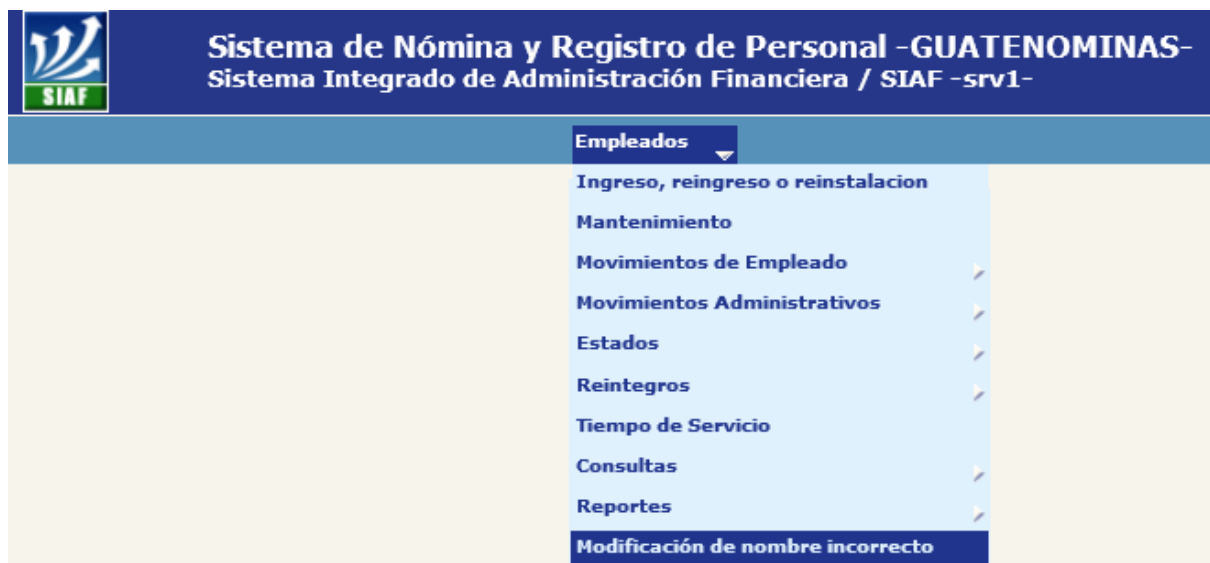 SIAF
Sistema de Nómina y Registro de Personal -GUATENOMINAS-
Sistema Integrado de Administración Financiera / SIAF -srv1-
Empleados
Ingreso, reingreso o reinstalacion
Mantenimiento
Movimientos de Empleado
Movimientos Administrativos
Estados
Reintegros
Tiempo de Servicio
Consultas
Reportes
Modificación de nombre incorrecto